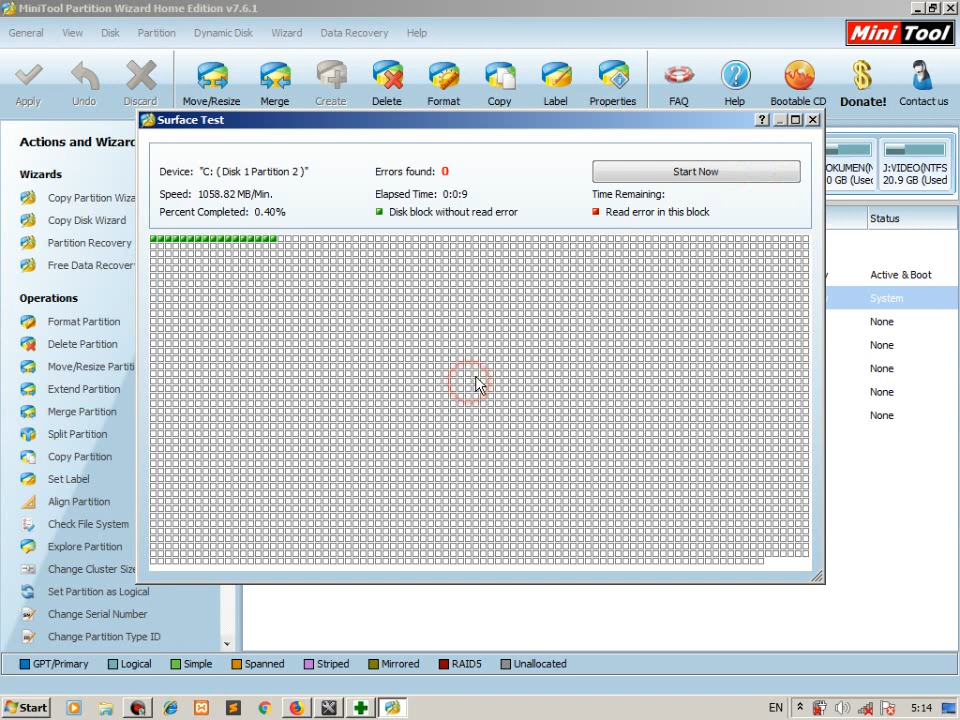 MiniTool Partition Wizard Home Edition v7.6.1
General View Disk Partition Dynamic Disk Wizard Data Recovery Help
Mini Tool
Apply Undo Discard Move/Resize Merge Create Delete Format Copy Label Properties FAQ Help Bootable CD Donate! Contact us
Surface Test
Actions and Wizard
Wizards
Copy Partition Wiza
Copy Disk Wizard
Partition Recovery
Free Data Recover
Operations
Format Partition
Delete Partition
Move/Resize Partiti
Extend Partition
Merge Partition
Split Partition
Copy Partition
Set Label
Align Partition
Check File System
Explore Partition
Change Cluster Size
Set Partition as Logical
Change Serial Number
Change Partition Type ID
Device: "C: ( Disk 1 Partition 2 )" Errors found: 0 Start Now
Speed: 1058.82 MB/Min. Elapsed Time: 0:0:9 Time Remaining:
Percent Completed: 0.40% Disk block without read error Read error in this block
OKUMEN(N J:VIDEO(NTFS
0 GB (Used 20.9 GB (Used
Status
Active & Boot
System
None
None
None
None
None
GPT/Primary Logical Simple Spanned Striped Mirrored RAID5 Unallocated
Start EN 5:14